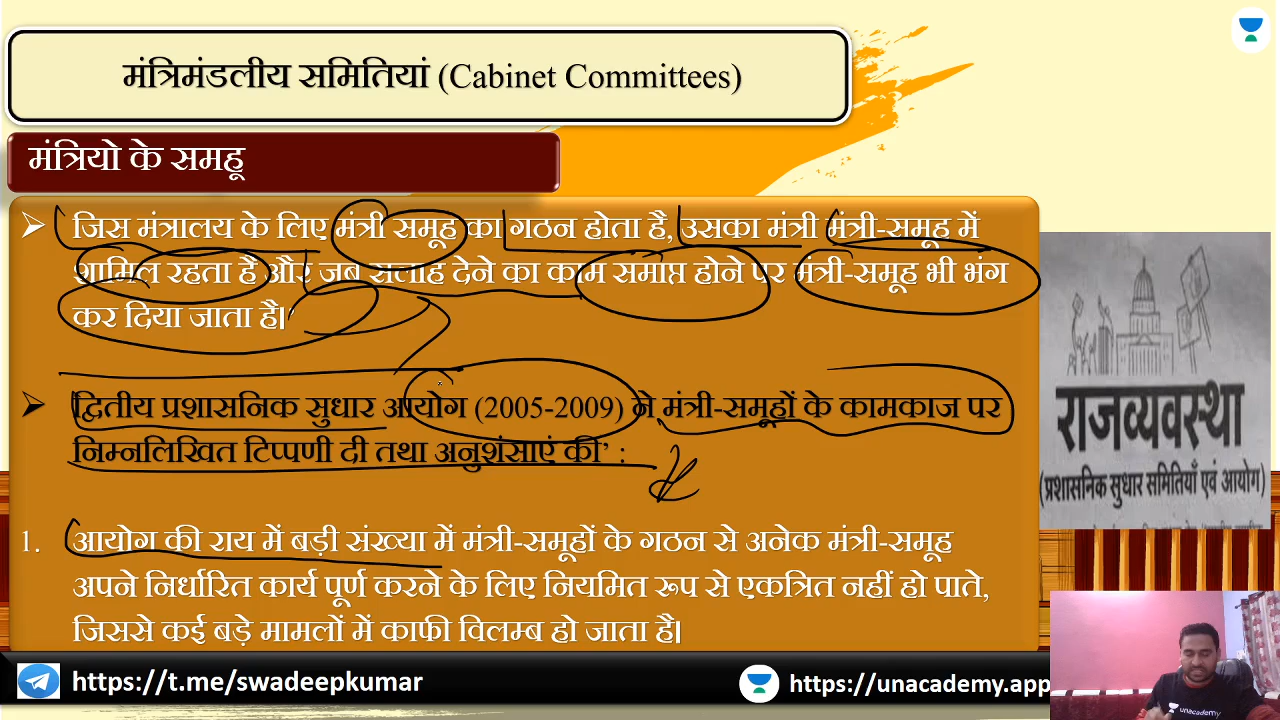 मंत्रिमंडलीय समितियां (Cabinet Committees)
मंत्रियो के समहू
जिस मंत्रालय के लिए मंत्री समूह का गठन होता है, उसका मंत्री मंत्री-समूह में
शामिल रहता है और जब सलाह देने का काम समाप्त होने पर मंत्री-समूह भी भंग
कर दिया जाता है।’
द्वितीय प्रशासनिक सुधार आयोग (2005-2009) ने मंत्री-समूहों के कामकाज पर
निम्नलिखित टिप्पणी दी तथा अनुशंसाएं की’ :
1. आयोग की राय में बड़ी संख्या में मंत्री-समूहों के गठन से अनेक मंत्री-समूह
अपने निर्धारित कार्य पूर्ण करने के लिए नियमित रूप से एकत्रित नहीं हो पाते,
जिससे कई बड़े मामलों में काफी विलम्ब हो जाता है।
राजव्यवस्था
(प्रशासनिक सुधार समितियाँ एवं आयोग)
unacademy
https://t.me/swadeepkumar
https://unacademy.app